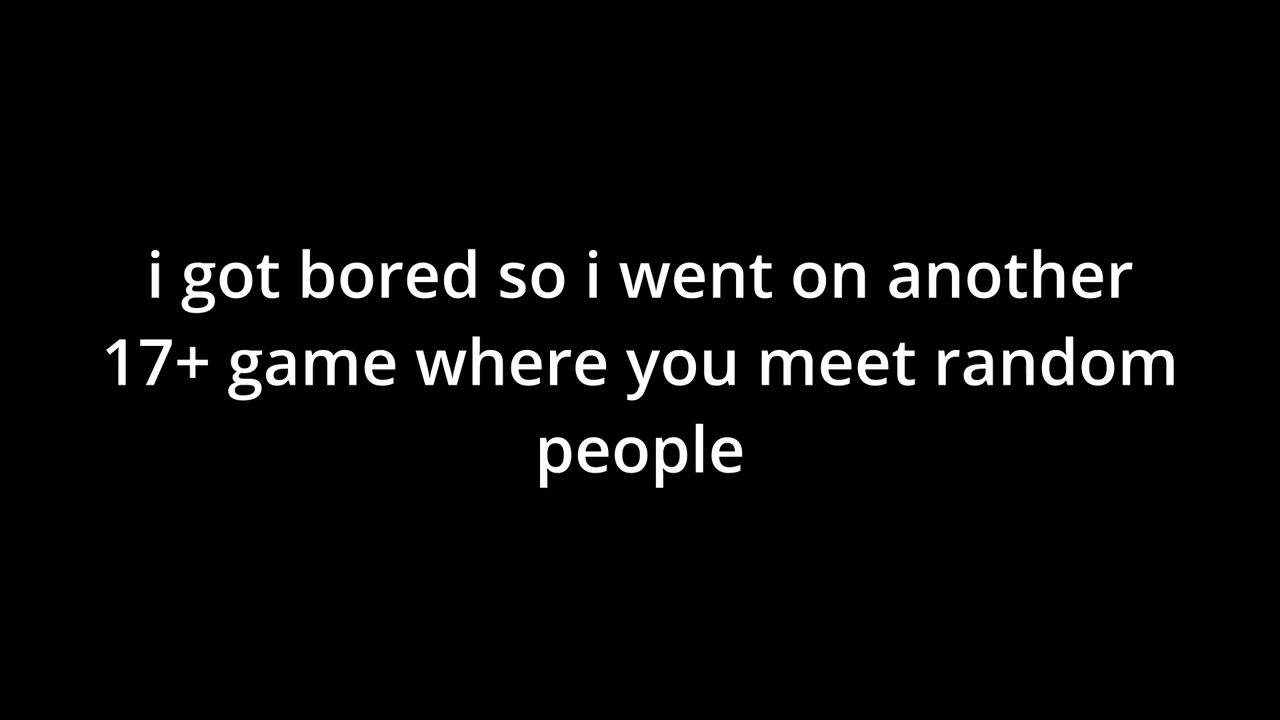 i got bored so i went on another
17+ game where you meet random
people